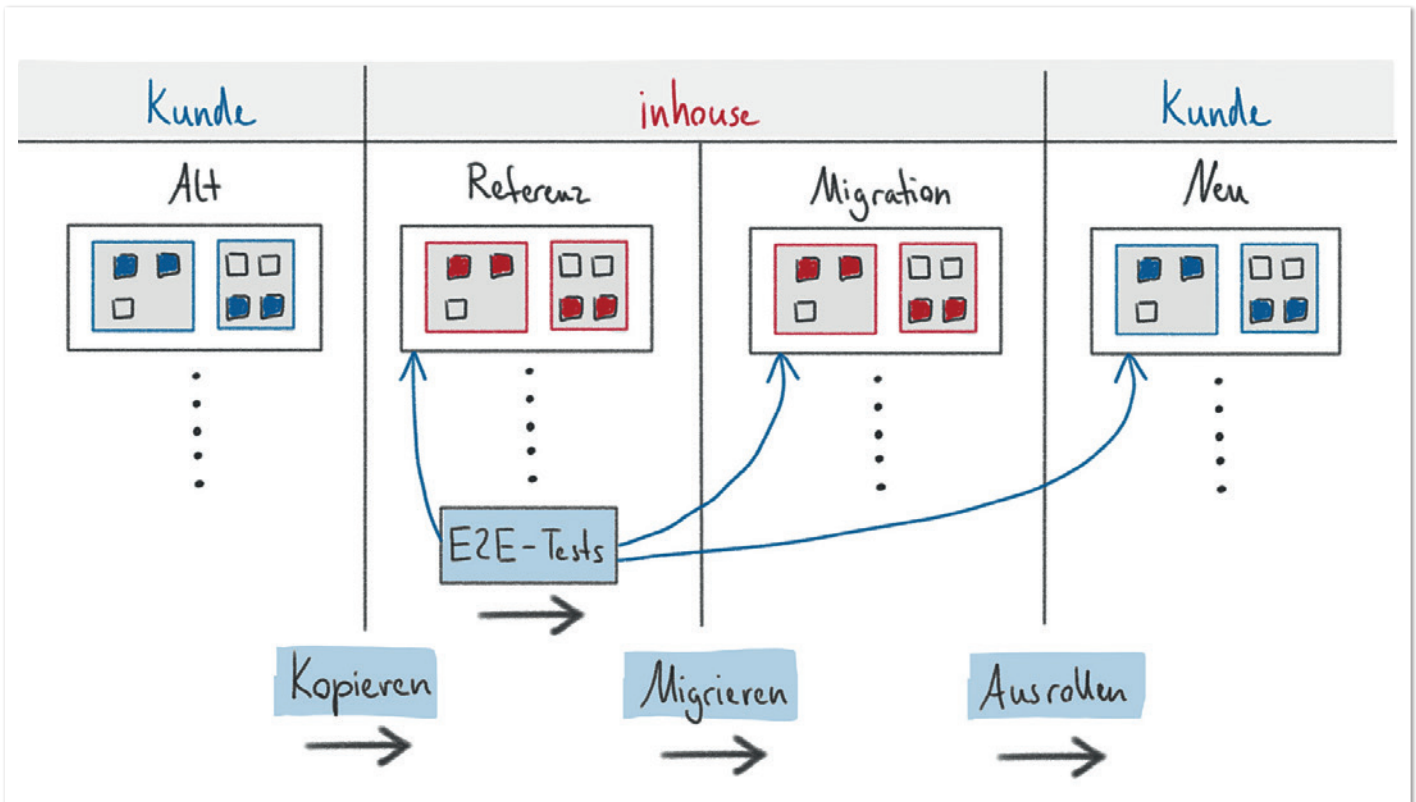 Kunde
inhouse
Kunde
Alt
Referenz
Migration
Neu
E2E-Tests
Kopieren
Migrieren
Ausrollen